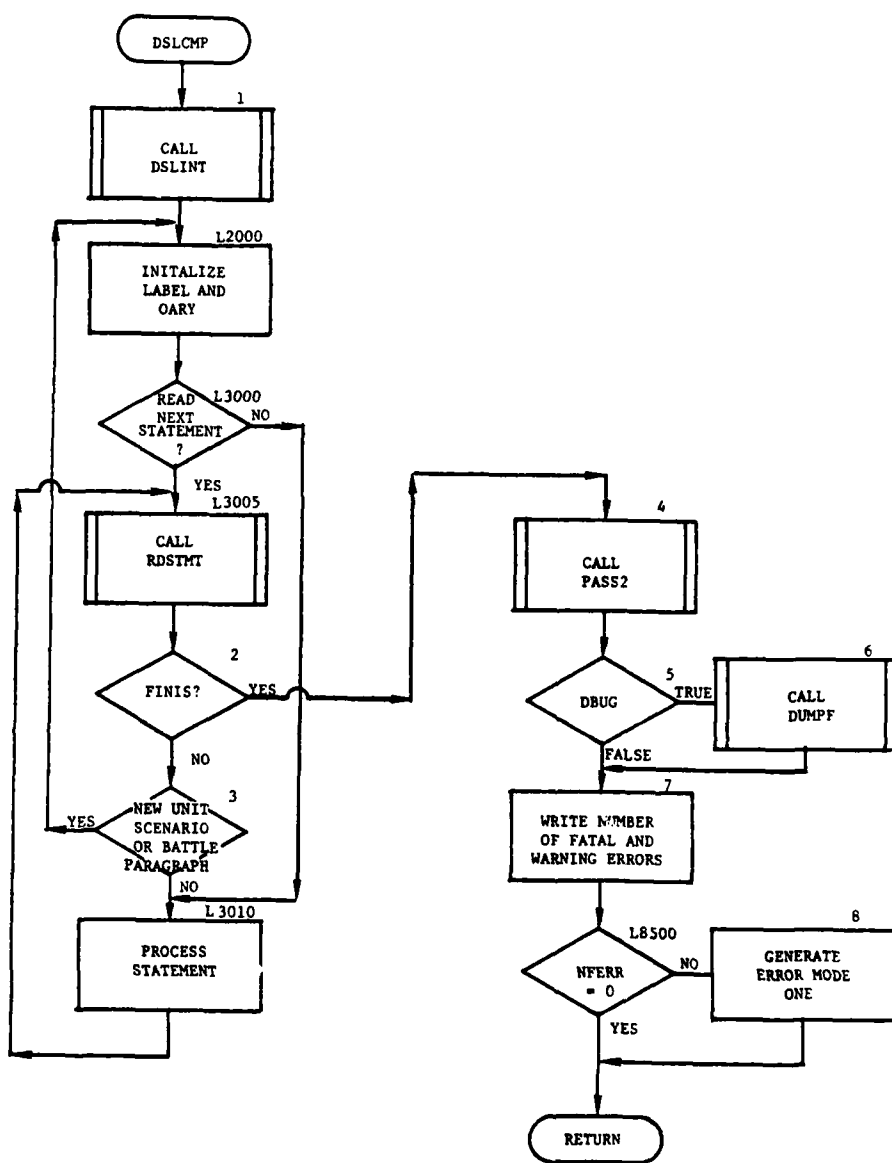 DSLCMP
1
CALL
DSLINT
L2000
INITALIZE
LABEL AND
OARY
L3000
READ
NEXT
STATEMENT
?
NO
YES
L3005
CALL
RDSTMT
2
FINIS?
YES
NO
3
NEW UNIT
SCENARIO
OR BATTLE
PARAGRAPH
YES
NO
L3010
PROCESS
STATEMENT
4
CALL
PASS2
5
DBUG
TRUE
FALSE
6
CALL
DUMPF
7
WRITE NUMBER
OF FATAL AND
WARNING ERRORS
L8500
NFERR
= 0
NO
YES
8
GENERATE
ERROR MODE
ONE
RETURN